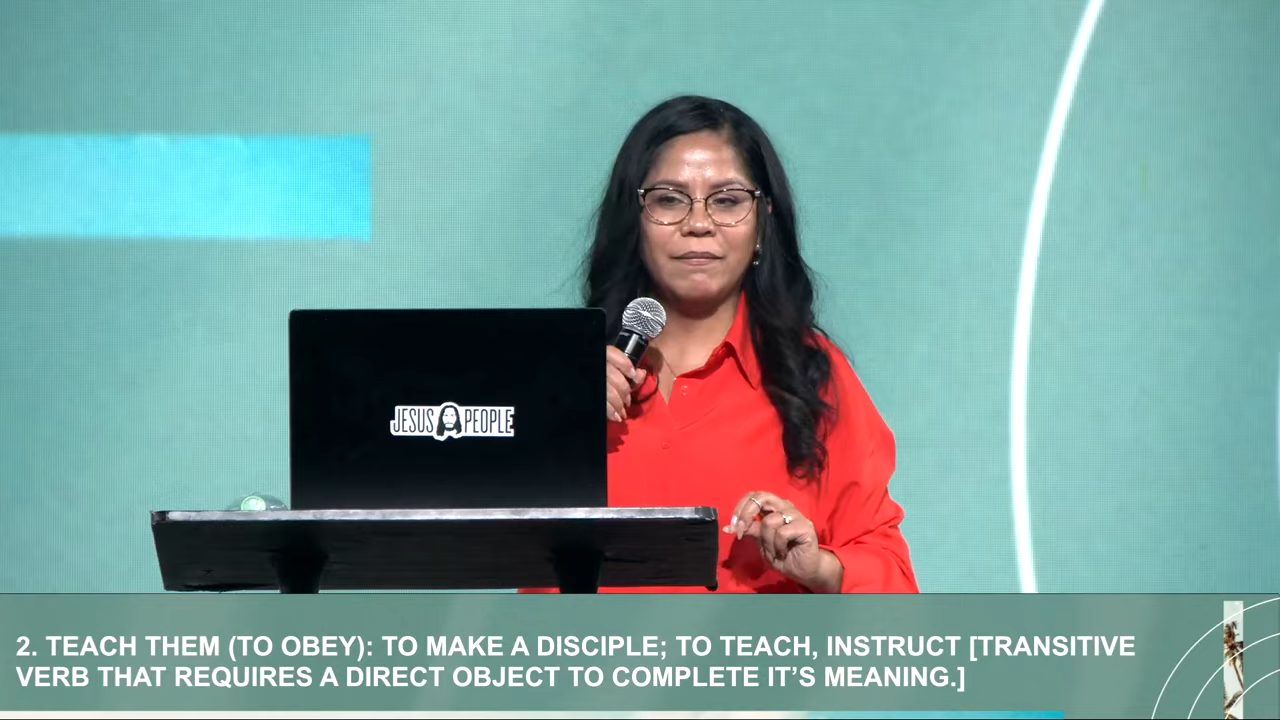 JESUS PEOPLE
2. TEACH THEM (TO OBEY): TO MAKE A DISCIPLE; TO TEACH, INSTRUCT [TRANSITIVE
VERB THAT REQUIRES A DIRECT OBJECT TO COMPLETE IT’S MEANING.]